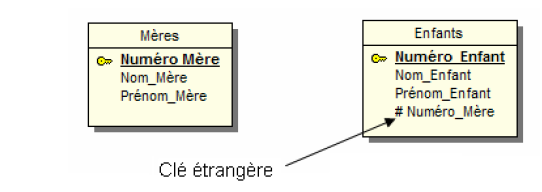 Mères
Numéro Mère
Nom_Mère
Prénom_Mère
Enfants
Numéro_Enfant
Nom_Enfant
Prénom_Enfant
# Numéro_Mère
Clé étrangère